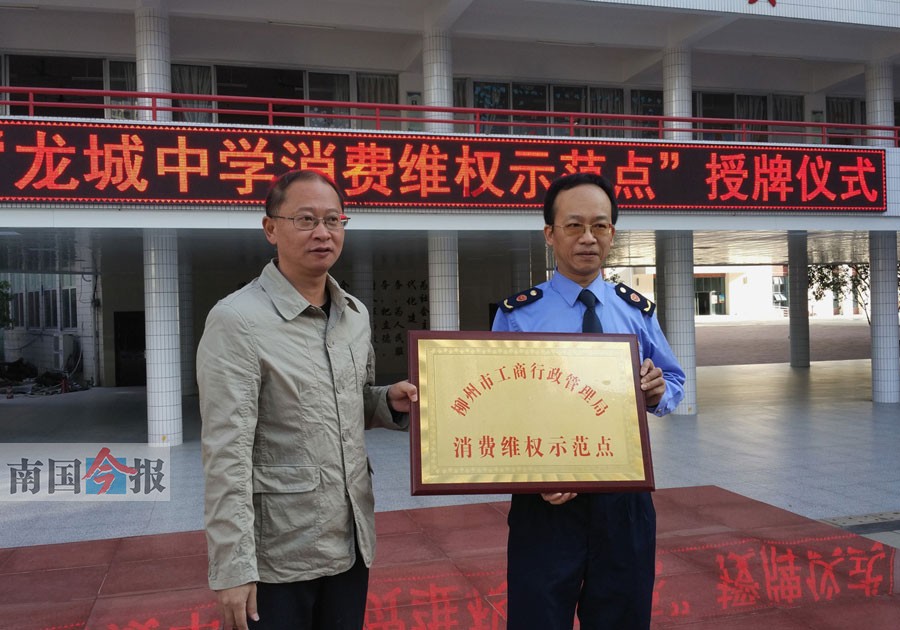 “龙城中学消费维权示范点”授牌仪式
柳州市工商行政管理局
消费维权示范点
南国今报